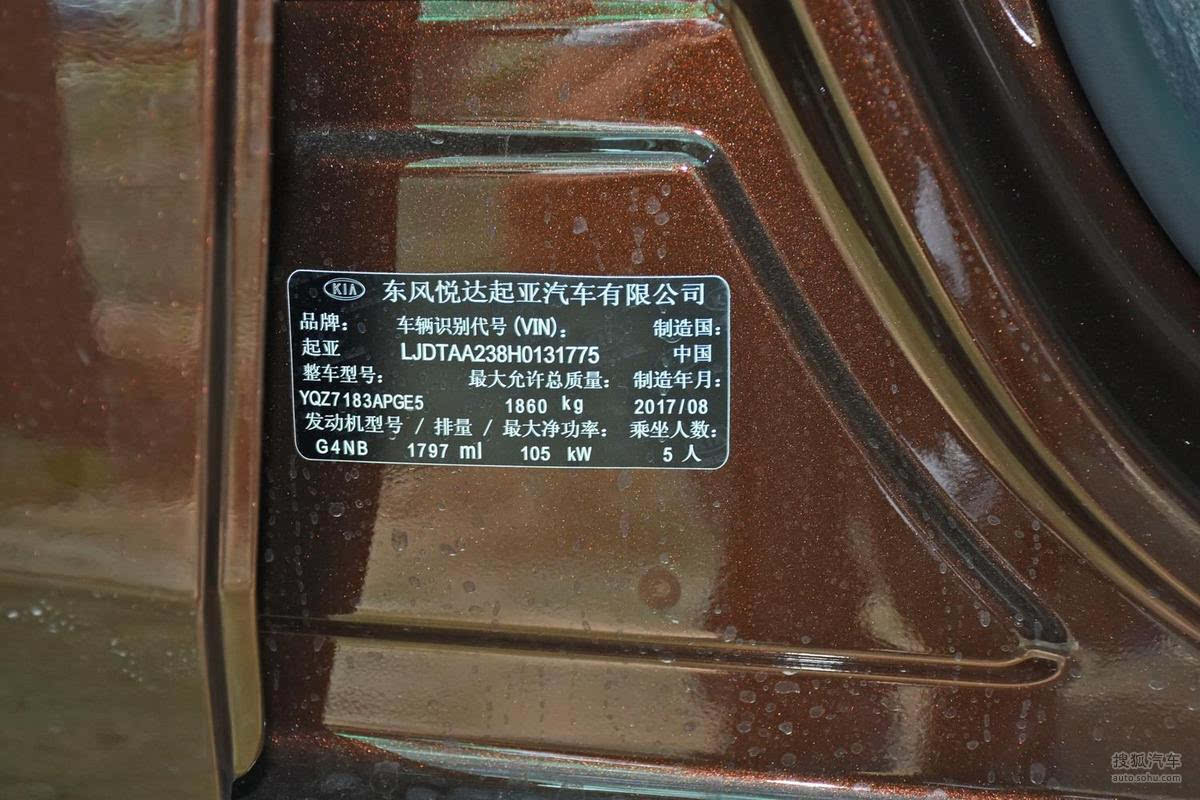 KIA 东风悦达起亚汽车有限公司
品牌： 车辆识别代号(VIN)： 制造国：
起亚 LJDTAA238H0131775 中国
整车型号： 最大允许总质量： 制造年月：
YQZ7183APGE5 1860 kg 2017/08
发动机型号 / 排量 / 最大净功率： 乘坐人数：
G4NB 1797 ml 105 kW 5 人
搜狐汽车
auto.sohu.com